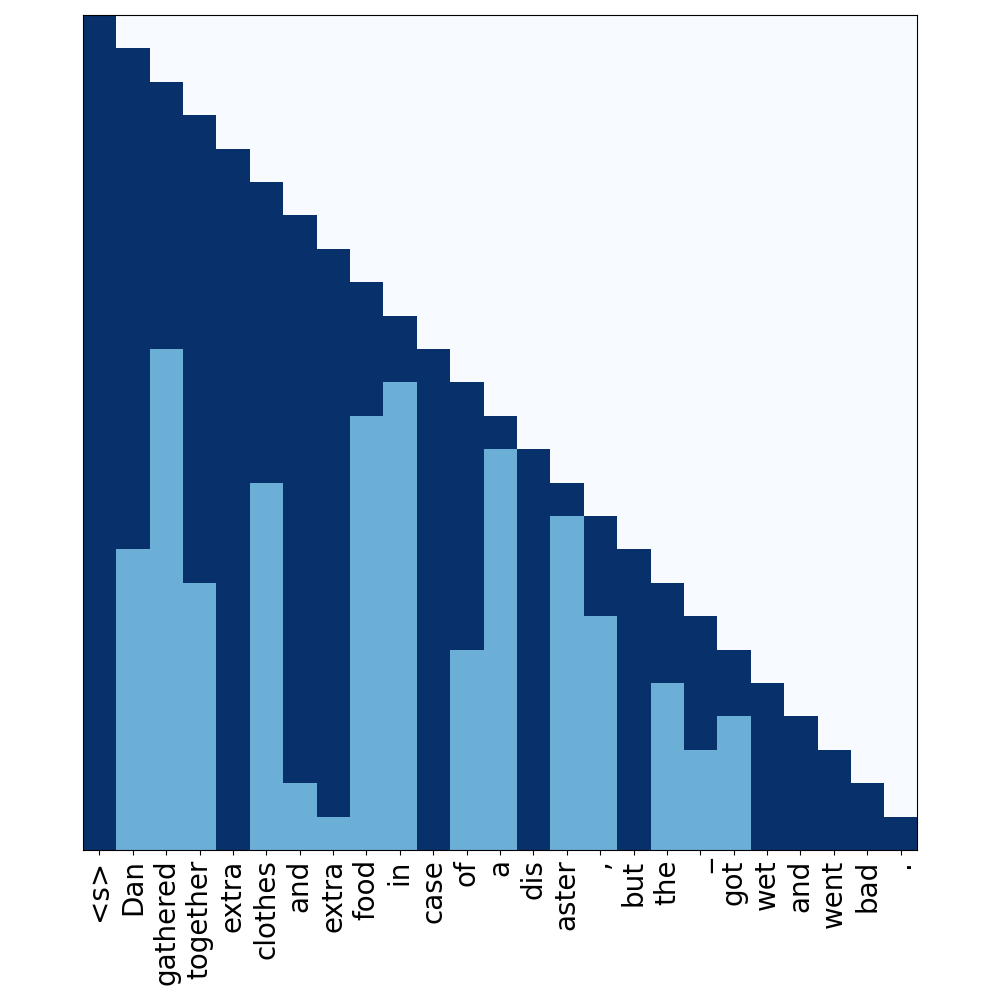 <s>
Dan
gathered
together
extra
clothes
and
extra
food
in
case
of
a
dis
aster
,
but
the
_
got
wet
and
went
bad
.